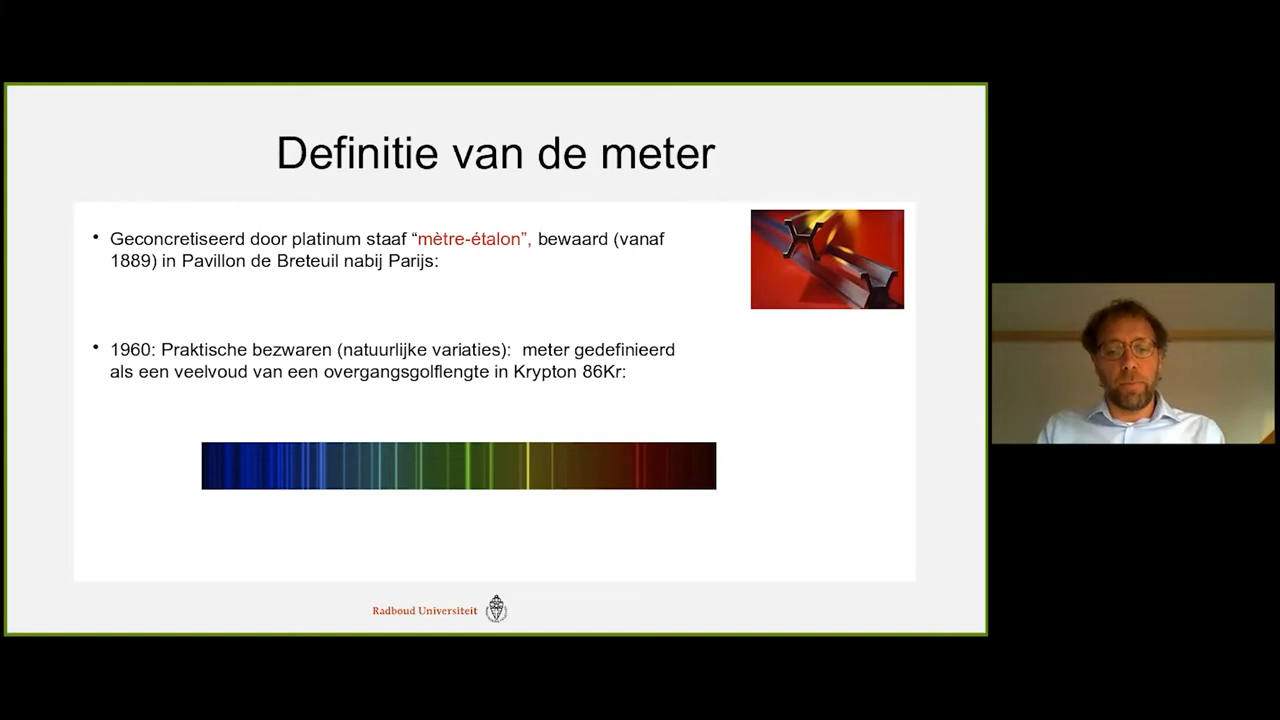 Definitie van de meter
• Geconcretiseerd door platinum staaf “mètre-étalon”, bewaard (vanaf
1889) in Pavillon de Breteuil nabij Parijs:
• 1960: Praktische bezwaren (natuurlijke variaties):  meter gedefinieerd
als een veelvoud van een overgangsgolflengte in Krypton 86Kr:
Radboud Universiteit